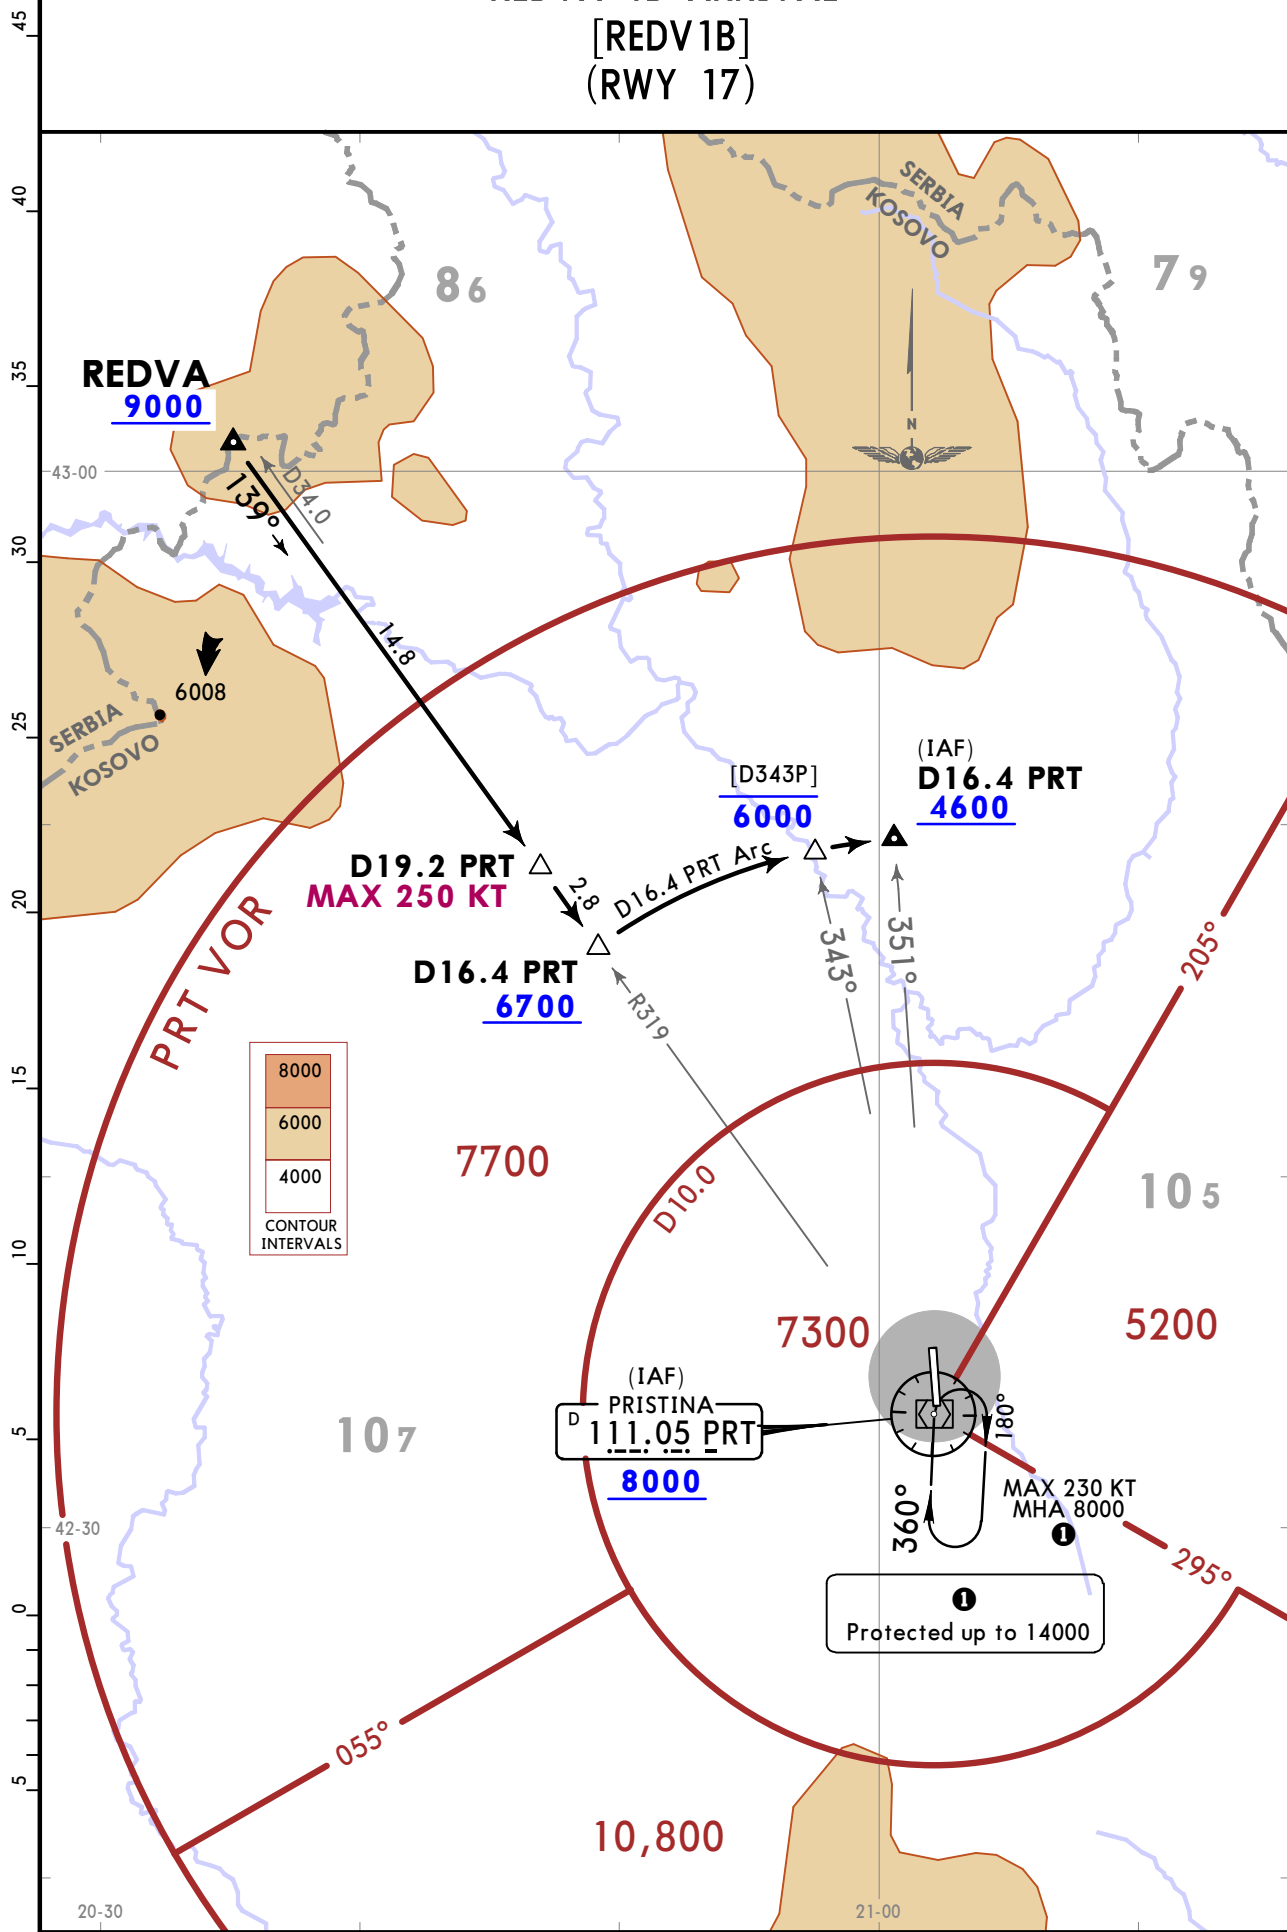 [REDV1B]
(RWY 17)
45
40
35
30
25
20
15
10
5
0
5
SERBIA
KOSOVO
86
79
REDVA
9000
N
43-00
D34.0
139°
14.8
6008
SERBIA
KOSOVO
(IAF)
D16.4 PRT
4600
[D343P]
6000
D19.2 PRT
MAX 250 KT
2.8
D16.4 PRT Arc
D16.4 PRT
6700
343°
351°
205°
R319
PRT VOR
8000
6000
4000
CONTOUR
INTERVALS
7700
D10.0
105
7300
5200
(IAF)
PRISTINA
D
111.05 PRT
8000
107
180°
360°
MAX 230 KT
MHA 8000
1
42-30
295°
1
Protected up to 14000
055°
10,800
20-30
21-00